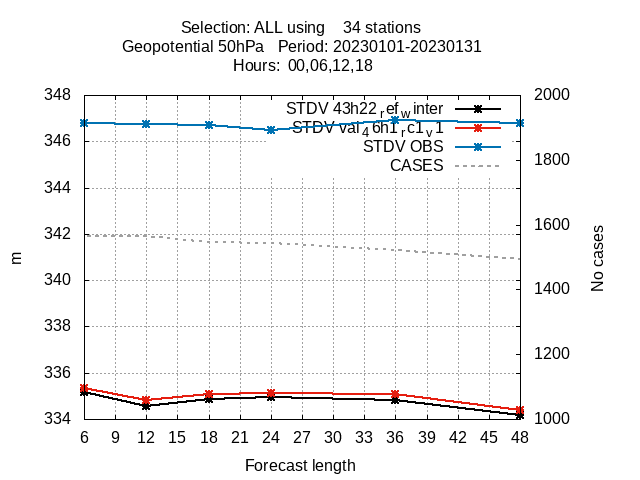 Selection: ALL using    34 stations
Geopotential 50hPa   Period: 20230101-20230131
Hours:  00,06,12,18
348
346
344
342
340
338
336
334
m
2000
1800
1600
1400
1200
1000
No cases
STDV 43h22refwinter
STDV val46h1rc1v1
STDV OBS
CASES
6 9 12 15 18 21 24 27 30 33 36 39 42 45 48
Forecast length